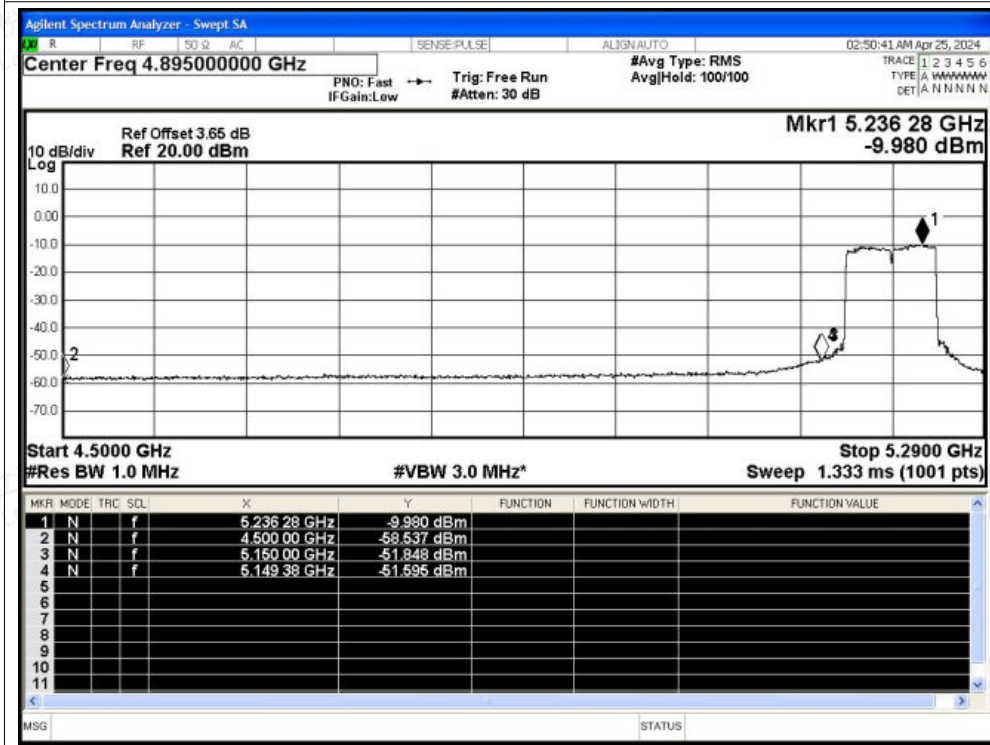 Agilent Spectrum Analyzer - Swept SA
LXI R RF 50 Ω AC SENSE:PULSE ALIGN AUTO 02:50:41 AM Apr 25, 2024
Center Freq 4.895000000 GHz
PNO: Fast
IFGain:Low
Trig: Free Run
#Atten: 30 dB
#Avg Type: RMS
Avg|Hold: 100/100
TRACE 1 2 3 4 5 6
TYPE A WWWWW
DET A N N N N N
Mkr1 5.236 28 GHz
-9.980 dBm
Ref Offset 3.65 dB
10 dB/div Ref 20.00 dBm
Log
10.0
0.00
-10.0
-20.0
-30.0
-40.0
-50.0
-60.0
-70.0
1
2
Start 4.5000 GHz Stop 5.2900 GHz
#Res BW 1.0 MHz #VBW 3.0 MHz* Sweep 1.333 ms (1001 pts)
MKR MODE TRC SCL X Y FUNCTION FUNCTION WIDTH FUNCTION VALUE
1 N f 5.236 28 GHz -9.980 dBm
2 N f 4.500 00 GHz -58.537 dBm
3 N f 5.150 00 GHz -51.848 dBm
4 N f 5.149 38 GHz -51.595 dBm
5
6
7
8
9
10
11
MSG STATUS